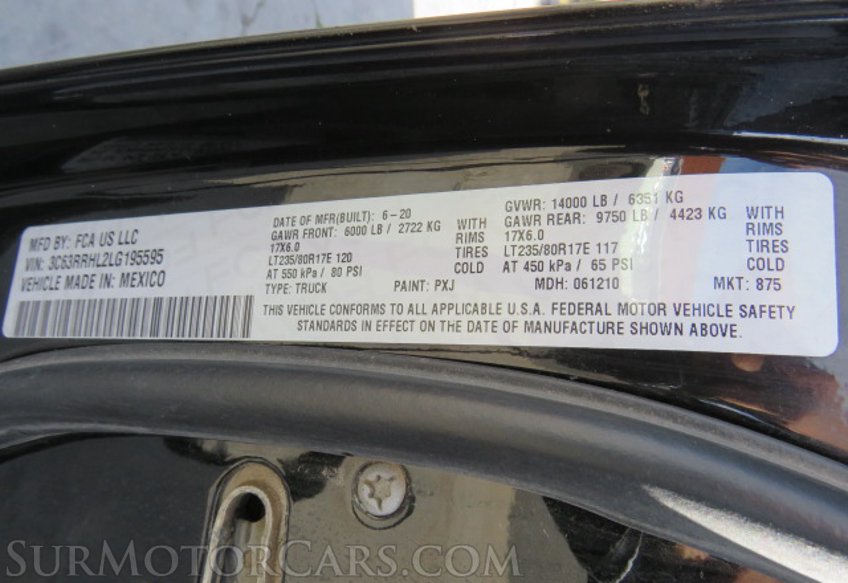 MFD BY: FCA US LLC
VIN: 3C63RRHL2LG195595
VEHICLE MADE IN: MEXICO
DATE OF MFR(BUILT): 6-20
GAWR FRONT: 6000 LB / 2722 KG WITH
17X6.0 RIMS
LT235/80R17E 120 TIRES
AT 550 kPa / 80 PSI COLD
TYPE: TRUCK PAINT: PXJ
GVWR: 14000 LB / 6351 KG
GAWR REAR: 9750 LB / 4423 KG WITH
17X6.0 RIMS
LT235/80R17E 117 TIRES
AT 450 kPa / 65 PSI COLD
MDH: 061210 MKT: 875
THIS VEHICLE CONFORMS TO ALL APPLICABLE U.S.A. FEDERAL MOTOR VEHICLE SAFETY
STANDARDS IN EFFECT ON THE DATE OF MANUFACTURE SHOWN ABOVE.
SURMOTORCARS.COM